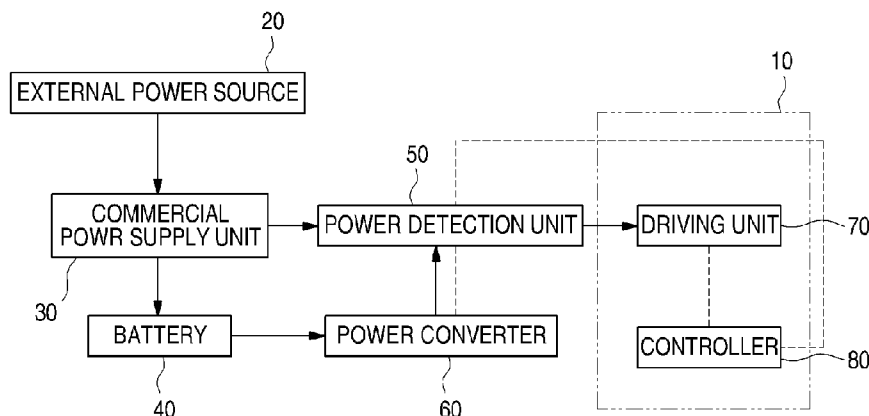 20
EXTERNAL POWER SOURCE
10
50
COMMERCIAL
POWR SUPPLY UNIT
POWER DETECTION UNIT
DRIVING UNIT
70
30
BATTERY
POWER CONVERTER
CONTROLLER
80
40
60